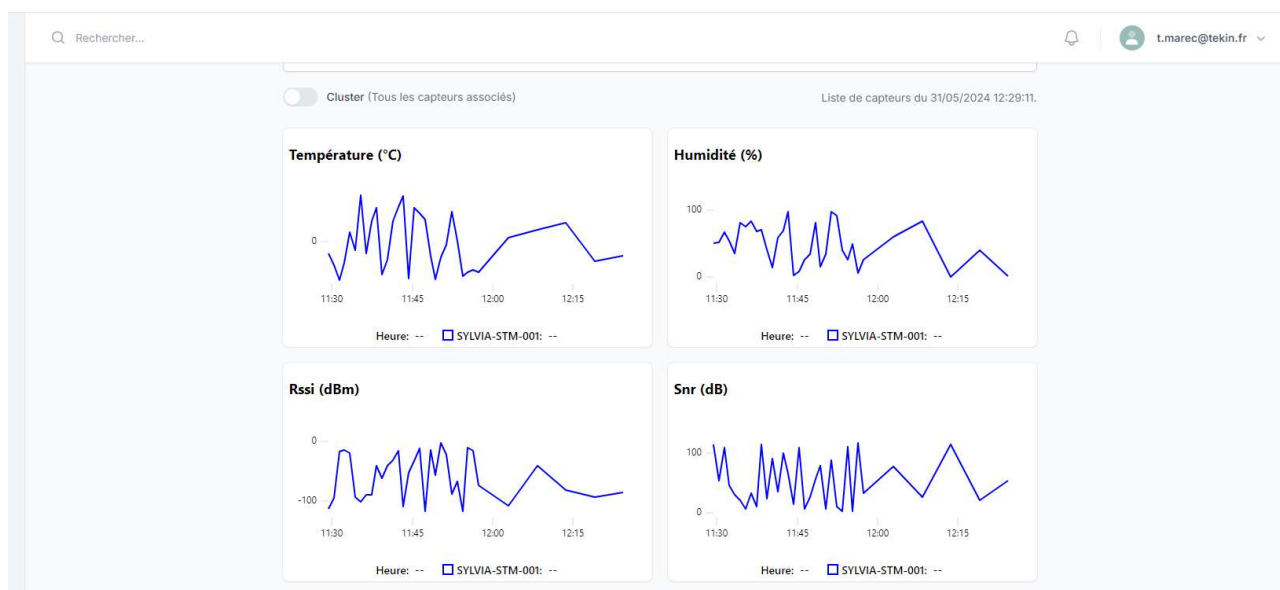 Rechercher...
t.marec@tekin.fr
Cluster (Tous les capteurs associés)
Liste de capteurs du 31/05/2024 12:29:11.
Température (°C)
0
11:30 11:45 12:00 12:15
Heure: -- SYLVIA-STM-001: --
Humidité (%)
100
0
11:30 11:45 12:00 12:15
Heure: -- SYLVIA-STM-001: --
Rssi (dBm)
0
-100
11:30 11:45 12:00 12:15
Heure: -- SYLVIA-STM-001: --
Snr (dB)
100
0
11:30 11:45 12:00 12:15
Heure: -- SYLVIA-STM-001: --